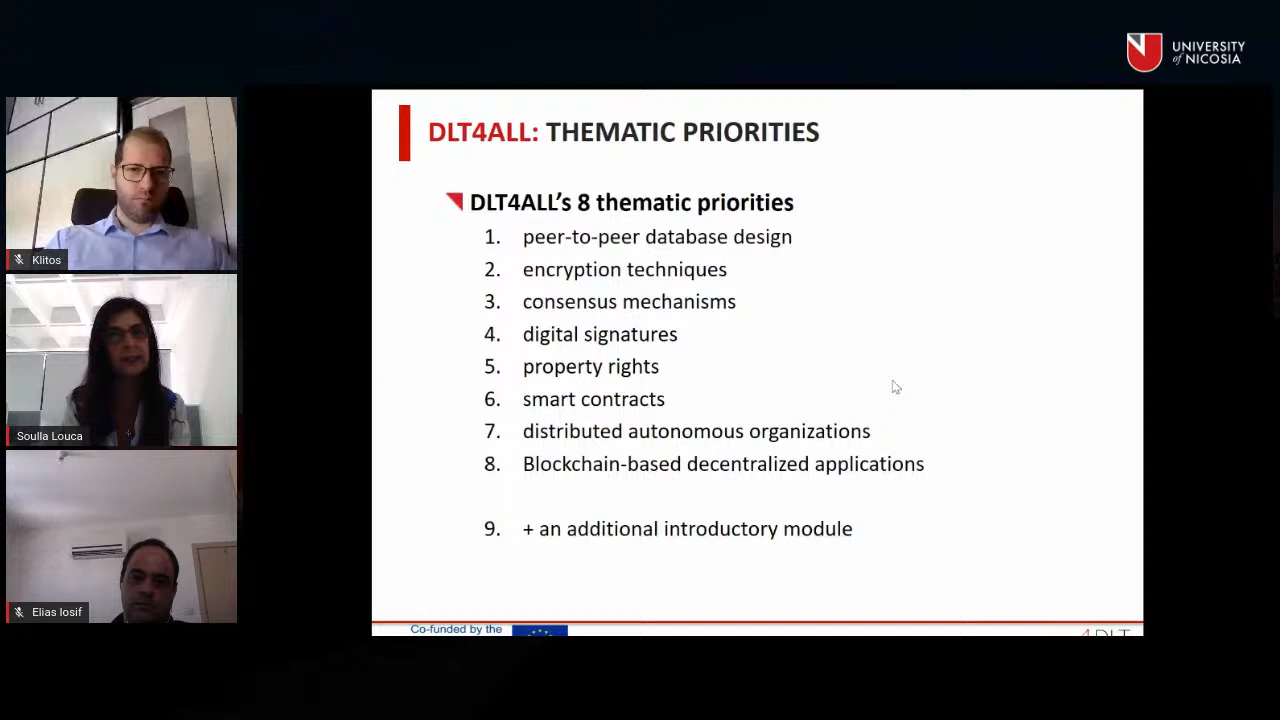 UNIVERSITY
of NICOSIA
DLT4ALL: THEMATIC PRIORITIES
DLT4ALL’s 8 thematic priorities
1. peer-to-peer database design
2. encryption techniques
3. consensus mechanisms
4. digital signatures
5. property rights
6. smart contracts
7. distributed autonomous organizations
8. Blockchain-based decentralized applications
9. + an additional introductory module
Co-funded by the
Klitos
Soulla Louca
Elias Iosif